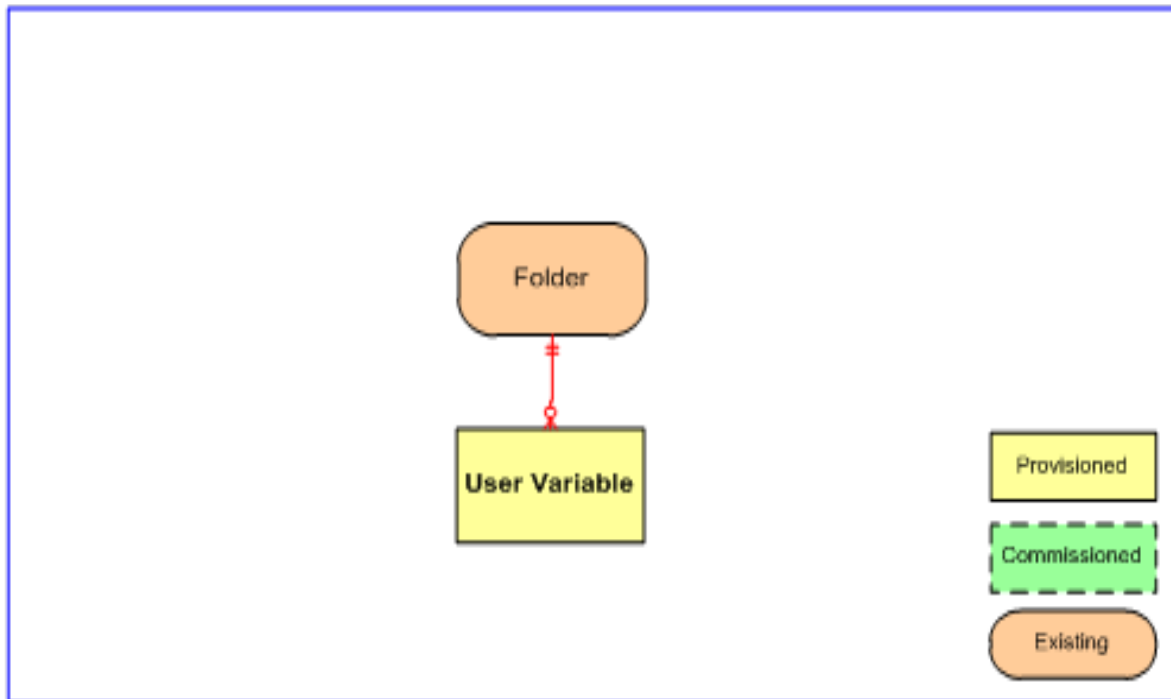 Folder
User Variable
Provisioned
Commissioned
Existing